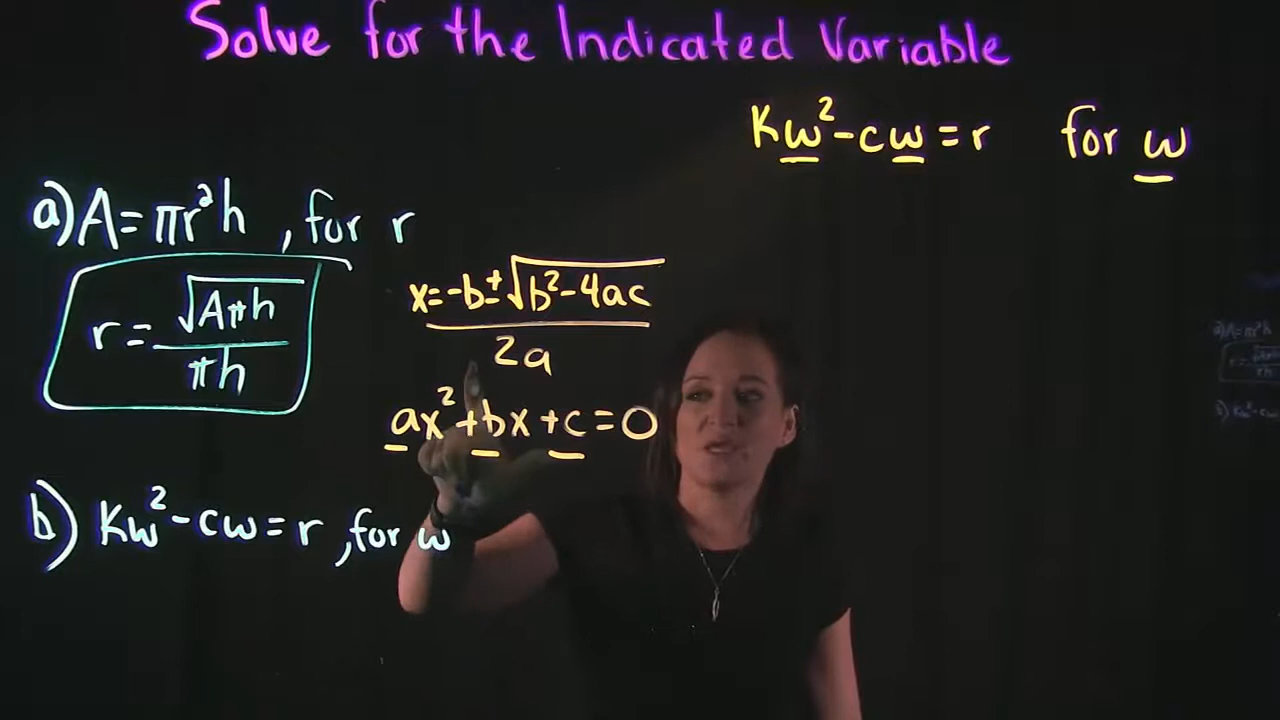 Solve for the Indicated Variable
Kw²-cw=r for w
a) A=πr²h, for r
r=√Aπh/πh
x=-b±√b²-4ac/2a
ax²+bx+c=0
b) Kw²-cw=r, for w